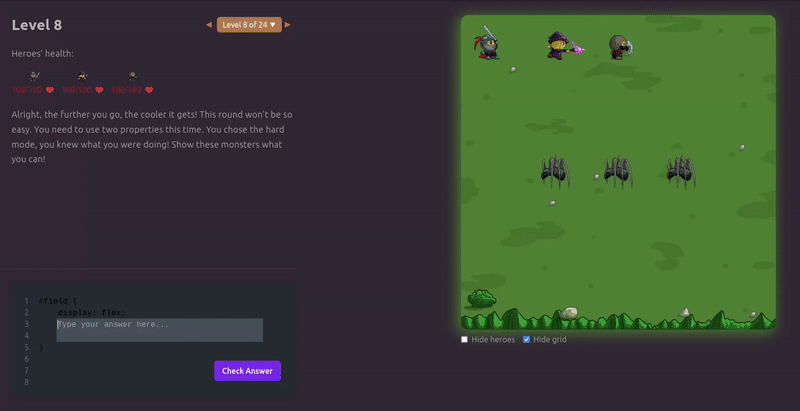 Level 8
Level 8 of 24 ▼
Heroes' health:
100/100 100/100 100/100
Alright, the further you go, the cooler it gets! This round won't be so
easy. You need to use two properties this time. You chose the hard
mode, you knew what you were doing! Show these monsters what
you can!
1 #field {
2 display: flex;
3 Type your answer here...
4
5 }
6
7
8
Check Answer
Hide heroes Hide grid